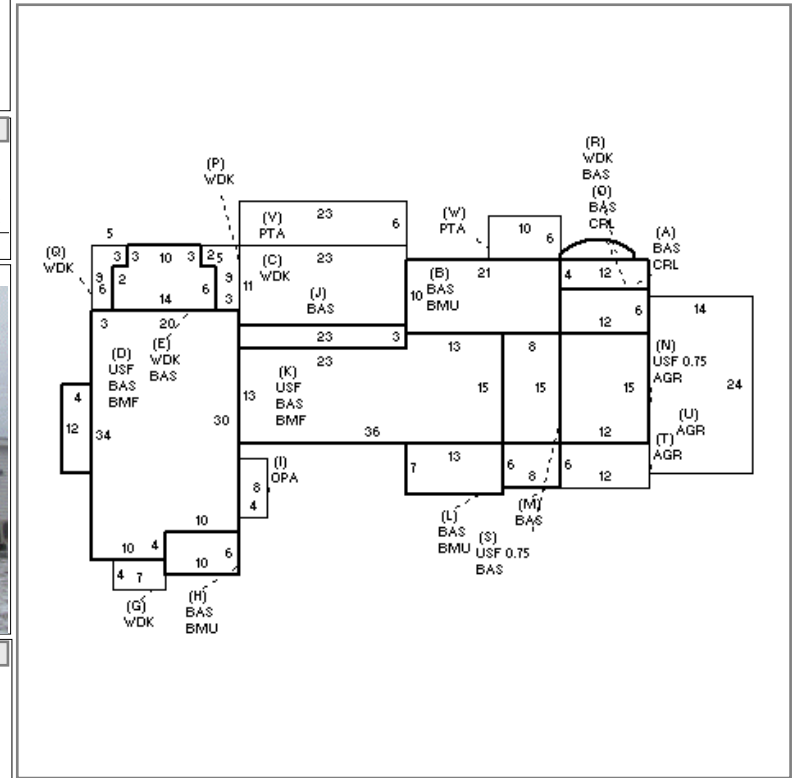 (R)
WDK
BAS
(O)
BAS
CRL
(P)
WDK
(A)
BAS
CRL
(V)
PTA
23
6
(W)
PTA
10
6
5
(Q)
WDK
3 3 10 3 2 5
9
6
2
14
6
9
3
(C)
WDK
23
11
(J)
BAS
(B)
BAS
BMU
21
10
4 12
6
12
14
24
3 20
(E)
WDK
BAS
(D)
USF
BAS
BMF
23 3
23
13
(K)
USF
BAS
BMF
13
8
15
15
15
(N)
USF 0.75
AGR
(U)
AGR
(T)
AGR
4
12
34
30
36
12
(I)
OPA
8
4
7
13
6
8
6
12
(L)
BAS
BMU
(M)
BAS
(S)
USF 0.75
BAS
10
10 4
10
6
4 7
(G)
WDK
(H)
BAS
BMU